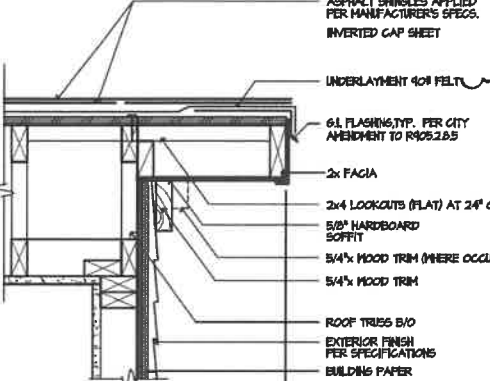 ASPHALT SHINGLES APPLIED
PER MANUFACTURER'S SPECS.
INVERTED CAP SHEET
UNDERLAYMENT 40# FELT
G.I. FLASHING, TYP. PER CITY
AMENDMENT TO R905.2.8.5
2x FACIA
2x4 LOOKOUTS (FLAT) AT 24"
5/8" HARDBOARD
SOFFIT
5/4"x WOOD TRIM (WHERE
5/4"x WOOD TRIM
ROOF TRUSS B/O
EXTERIOR FINISH
PER SPECIFICATIONS
BUILDING PAPER